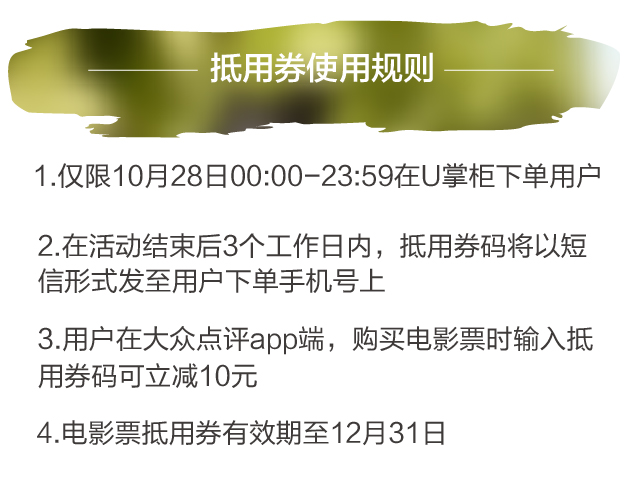 抵用券使用规则
1.仅限10月28日00:00-23:59在U掌柜下单用户
2.在活动结束后3个工作日内，抵用券码将以短
信形式发至用户下单手机号上
3.用户在大众点评app端，购买电影票时输入抵
用券码可立减10元
4.电影票抵用券有效期至12月31日